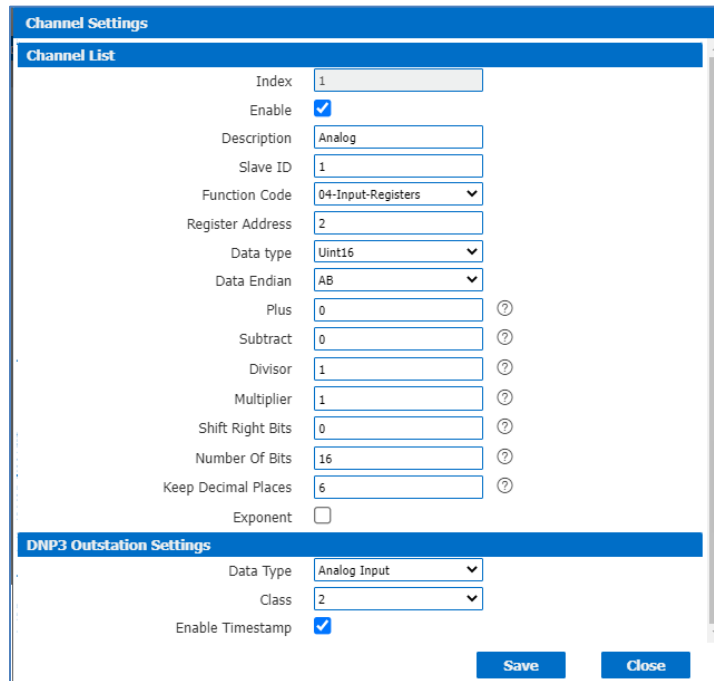 Channel Settings
Channel List
Index 1
Enable
Description Analog
Slave ID 1
Function Code 04-Input-Registers
Register Address 2
Data type Uint16
Data Endian AB
Plus 0 ?
Subtract 0 ?
Divisor 1 ?
Multiplier 1 ?
Shift Right Bits 0 ?
Number Of Bits 16 ?
Keep Decimal Places 6 ?
Exponent
DNP3 Outstation Settings
Data Type Analog Input
Class 2
Enable Timestamp
Save Close